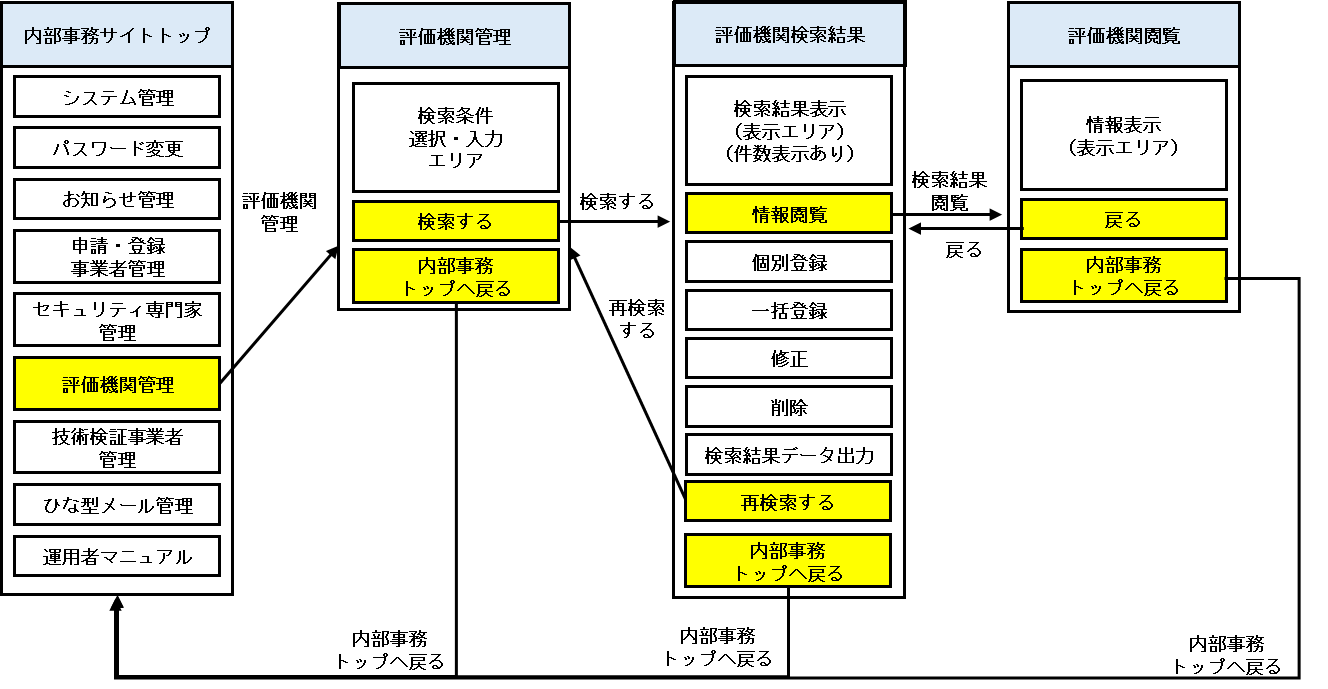 内部事務サイトトップ
システム管理
パスワード変更
お知らせ管理
申請・登録
事業者管理
セキュリティ専門家
管理
評価機関管理
技術検証事業者
管理
ひな型メール管理
運用者マニュアル
評価機関
管理
評価機関管理
検索条件
選択・入力
エリア
検索する
内部事務
トップへ戻る
検索する
再検索
する
評価機関検索結果
検索結果表示
（表示エリア）
（件数表示あり）
情報閲覧
個別登録
一括登録
修正
削除
検索結果データ出力
再検索する
内部事務
トップへ戻る
検索結果
閲覧
戻る
評価機関閲覧
情報表示
（表示エリア）
戻る
内部事務
トップへ戻る
内部事務
トップへ戻る
内部事務
トップへ戻る
内部事務
トップへ戻る